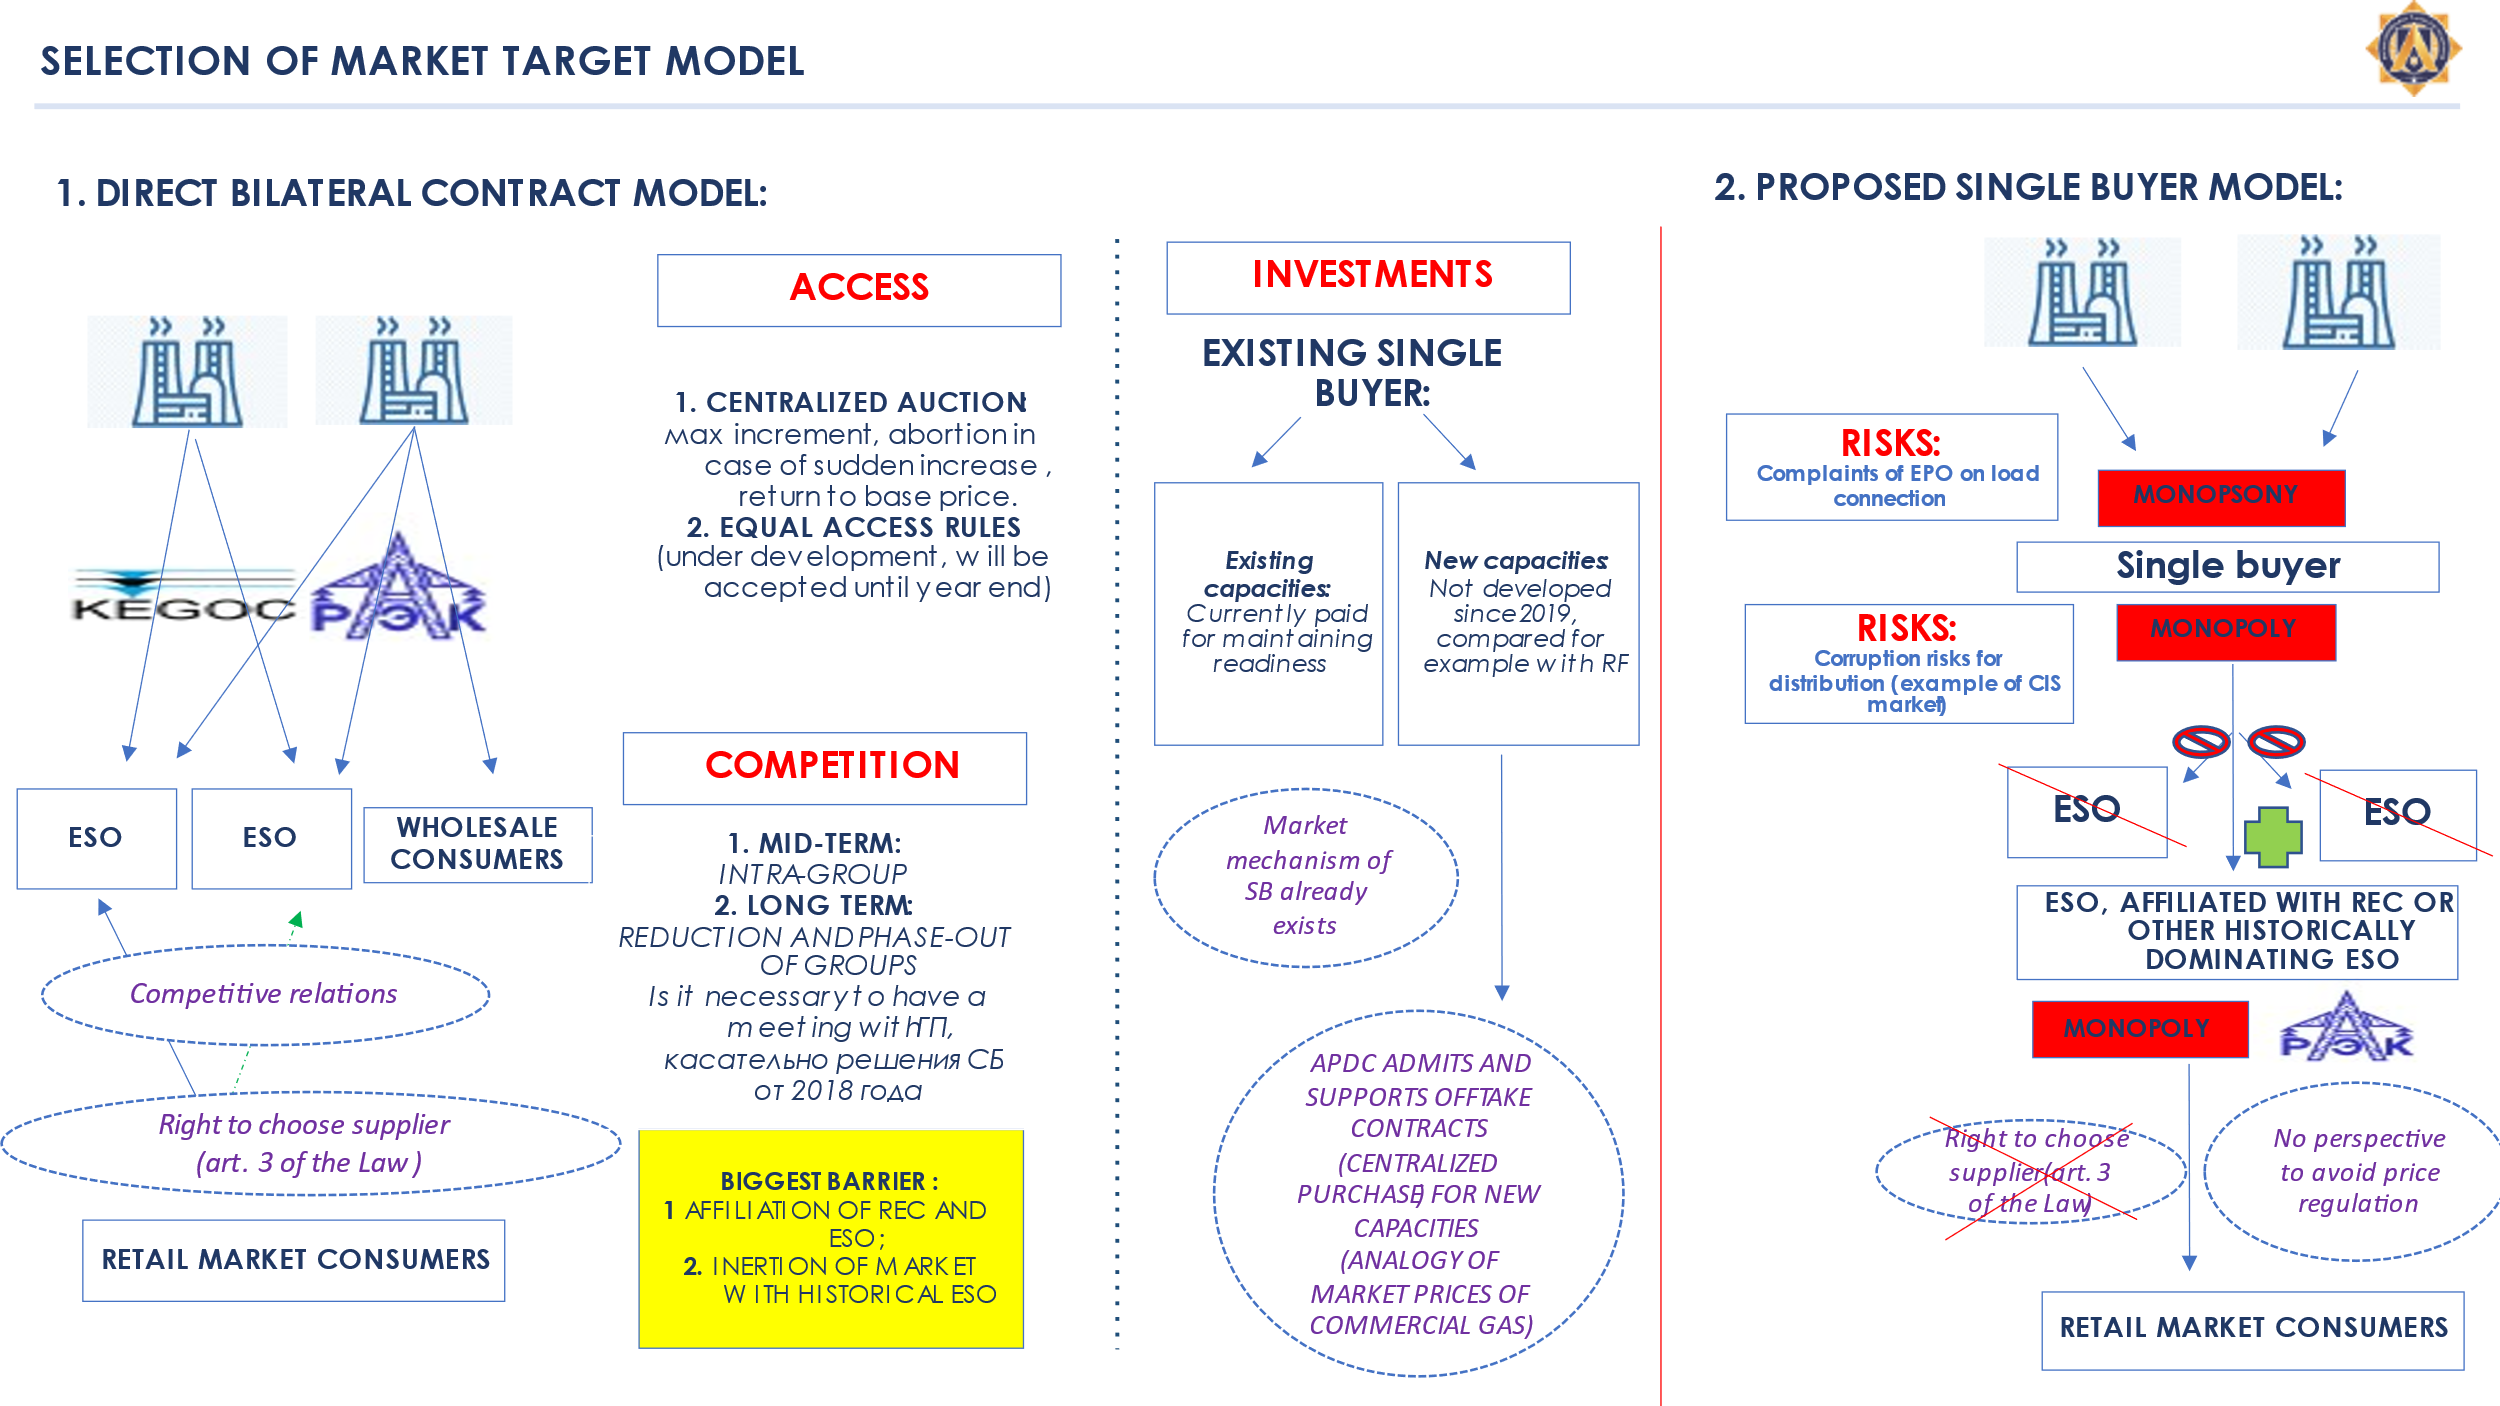 SELECTION OF MARKET TARGET MODEL
1. DIRECT BILATERAL CONTRACT MODEL:
KEGOC
РЭК
ESO
ESO
WHOLESALE
CONSUMERS
Competitive relations
Right to choose supplier
(art. 3 of the Law )
RETAIL MARKET CONSUMERS
ACCESS
1. CENTRALIZED AUCTION:
мах increment, abortion in
case of sudden increase ,
return to base price.
2. EQUAL ACCESS RULES
(under development, will be
accepted until year end)
COMPETITION
1. MID-TERM:
INTRA-GROUP
2. LONG TERM:
REDUCTION AND PHASE-OUT
OF GROUPS
Is it necessary to have a
meeting with ГП,
касательно решения СБ
от 2018 года
BIGGEST BARRIER :
1 AFFILIATION OF REC AND
ESO ;
2. INERTION OF MARKET
WITH HISTORICAL ESO
INVESTMENTS
EXISTING SINGLE
BUYER:
Existing
capacities:
Currently paid
for maintaining
readiness
New capacities:
Not developed
since 2019,
compared for
example with RF
Market
mechanism of
SB already
exists
APDC ADMITS AND
SUPPORTS OFFTAKE
CONTRACTS
(CENTRALIZED
PURCHASE) FOR NEW
CAPACITIES
(ANALOGY OF
MARKET PRICES OF
COMMERCIAL GAS)
2. PROPOSED SINGLE BUYER MODEL:
RISKS:
Complaints of EPO on load
connection
MONOPSONY
Single buyer
RISKS:
Corruption risks for
distribution (example of CIS
market)
MONOPOLY
ESO
ESO
ESO, AFFILIATED WITH REC OR
OTHER HISTORICALLY
DOMINATING ESO
MONOPOLY
РЭК
Right to choose
supplier(art. 3
of the Law)
No perspective
to avoid price
regulation
RETAIL MARKET CONSUMERS